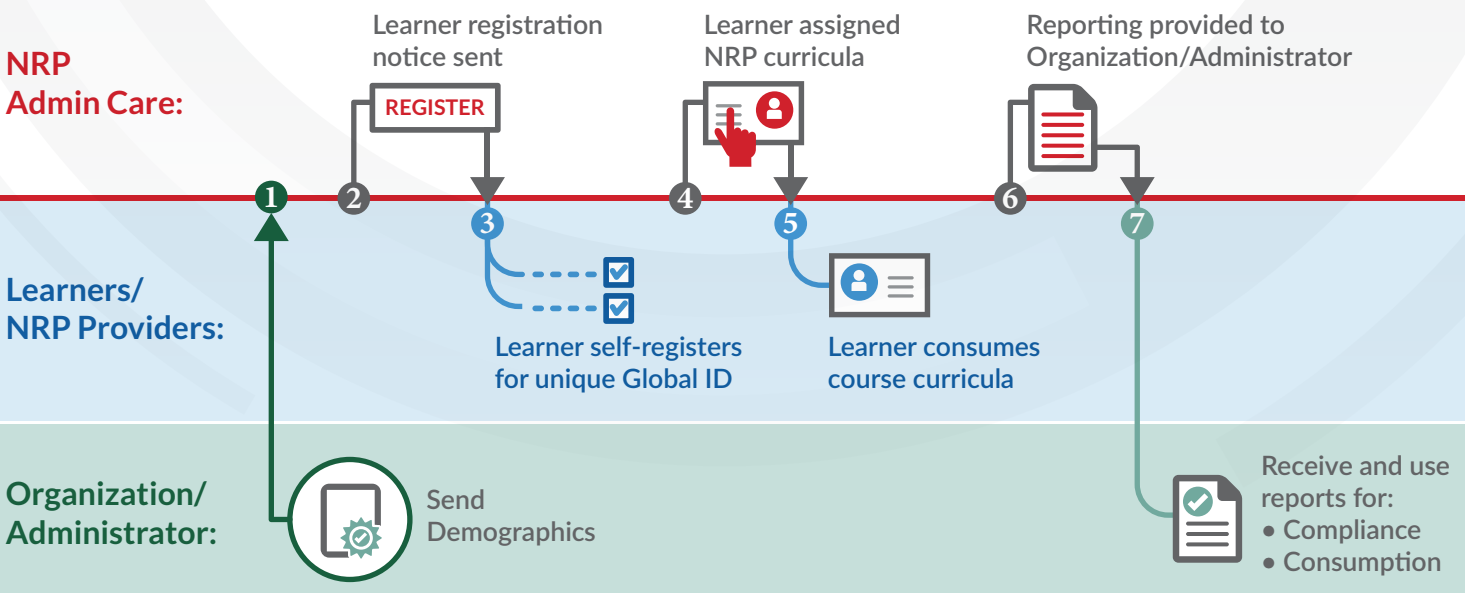 NRP
Admin Care:
Learner registration
notice sent
REGISTER
Learner assigned
NRP curricula
Reporting provided to
Organization/Administrator
1
2
3
4
5
6
7
Learners/
NRP Providers:
Learner self-registers
for unique Global ID
Learner consumes
course curricula
Organization/
Administrator:
Send
Demographics
Receive and use
reports for:
• Compliance
• Consumption